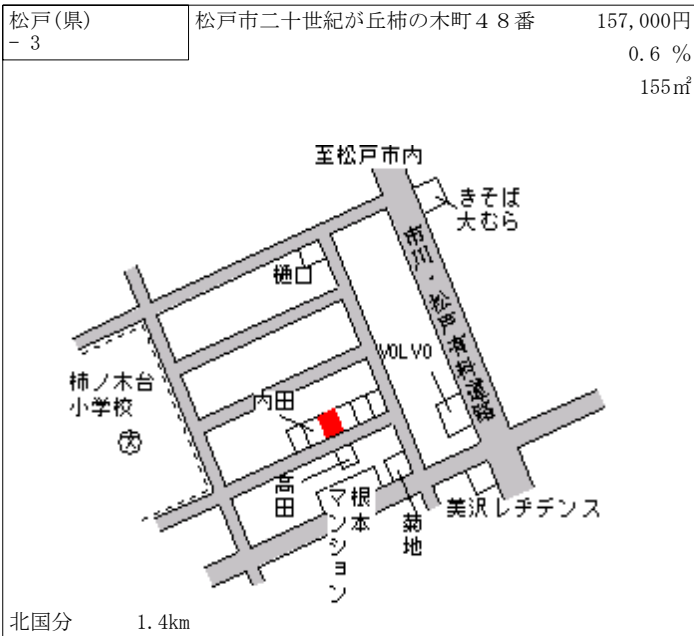 松戸(県)
- 3
松戸市二十世紀が丘柿の木町48番
157,000円
0.6 %
155㎡
至松戸市内
きそば
大むら
市川・松戸有料道路
樋口
VOLVO
柿ノ木台
小学校
内田
高田
根本
マンション
菊地
美沢レヂデンス
北国分 1.4km